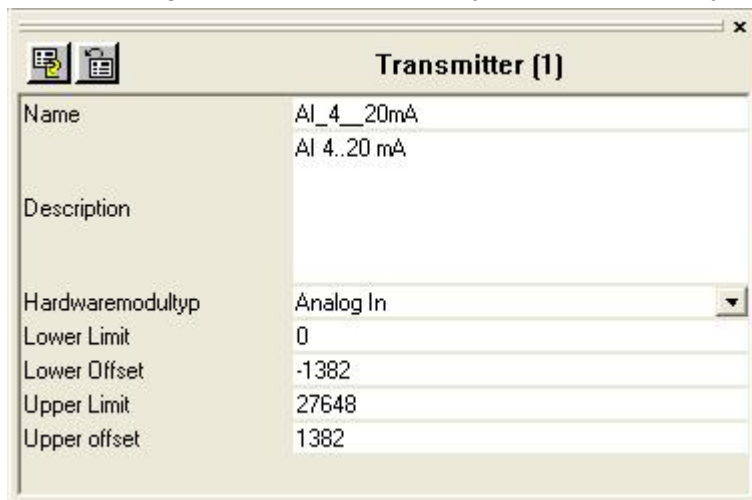 Transmitter (1)
Name AI_4__20mA
AI 4..20 mA
Description
Hardwaremodultyp Analog In
Lower Limit 0
Lower Offset -1382
Upper Limit 27648
Upper offset 1382